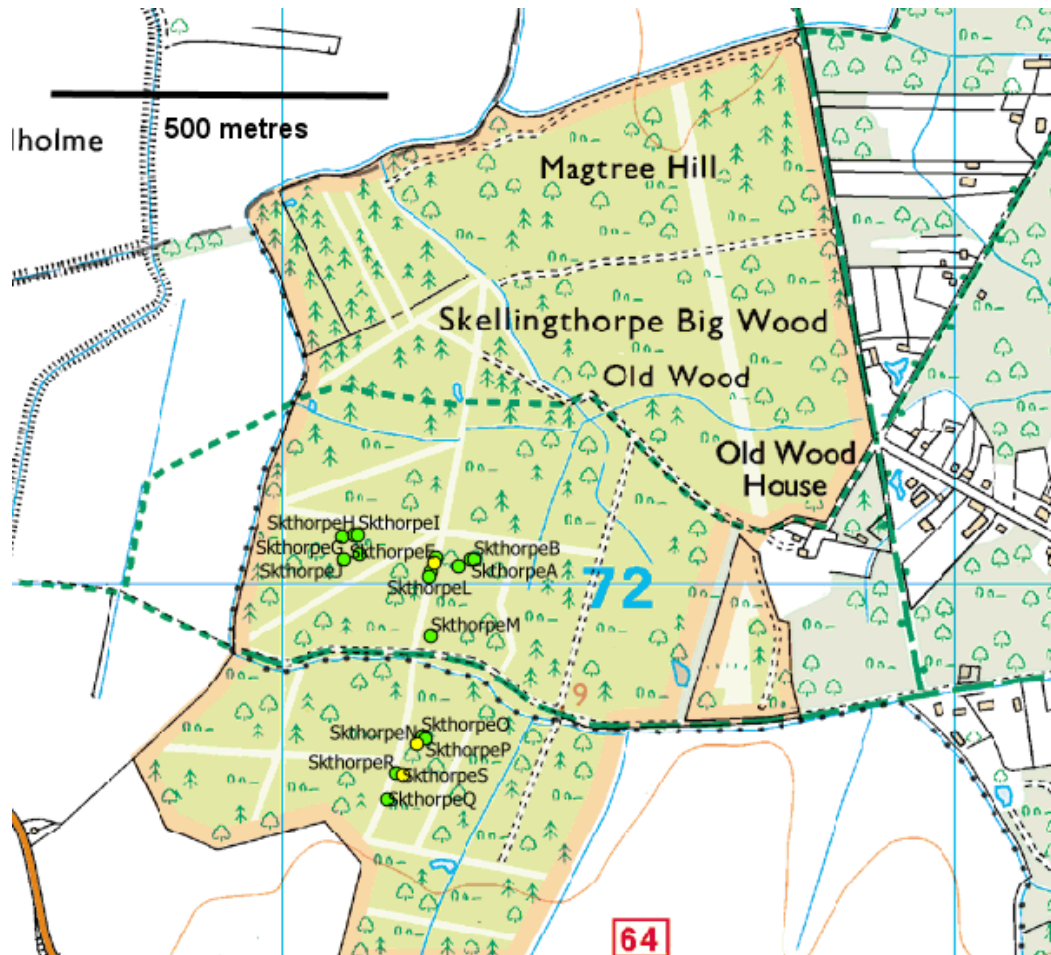 500 metres
lholme
Magtree Hill
Skellingthorpe Big Wood
Old Wood
Old Wood
House
SkthorpeH SkthorpeI
SkthorpeG SkthorpeE SkthorpeB
SkthorpeJ SkthorpeA
SkthorpeL
72
SkthorpeM
9
SkthorpeO
SkthorpeN
SkthorpeP
SkthorpeR SkthorpeS
SkthorpeQ
64